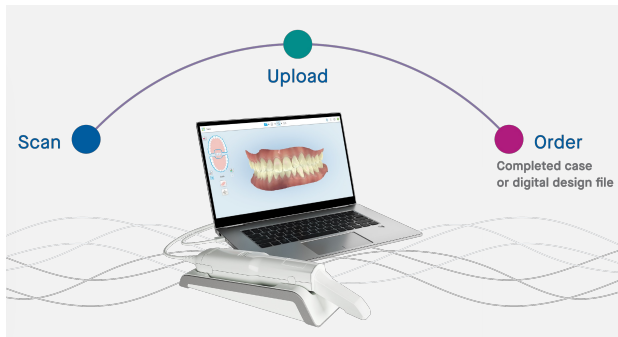 Upload
Scan
Order
Completed case
or digital design file